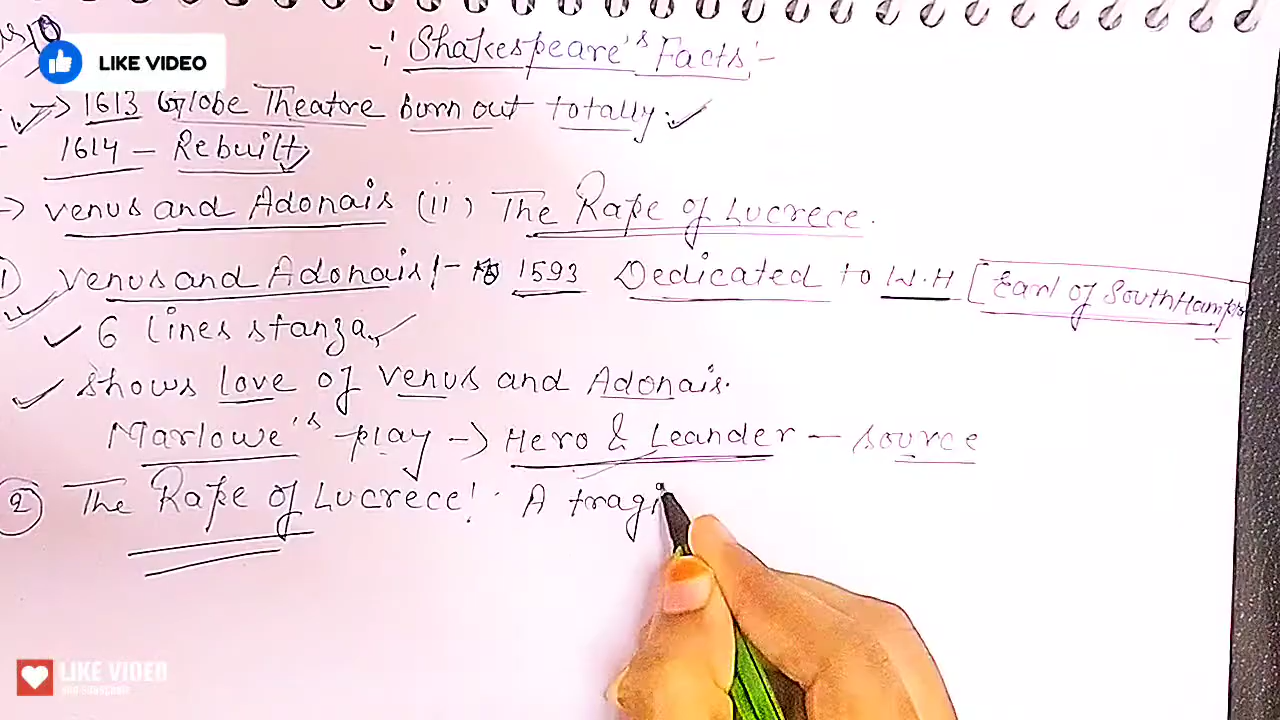 LIKE VIDEO
-: Shakespeare's Facts :-
→ 1613 Globe Theatre burn out totally.
1614 – Rebuilt
→ venus and Adonais (ii) The Rape of Lucrece.
① venus and Adonais!- 1593 Dedicated to W.H [Earl of SouthHampton
6 lines stanza
shows love of venus and Adonais.
Marlowe's play → Hero & Leander – source
② The Rape of Lucrece! A tragi
LIKE VIDEO
AND SUBSCRIBE